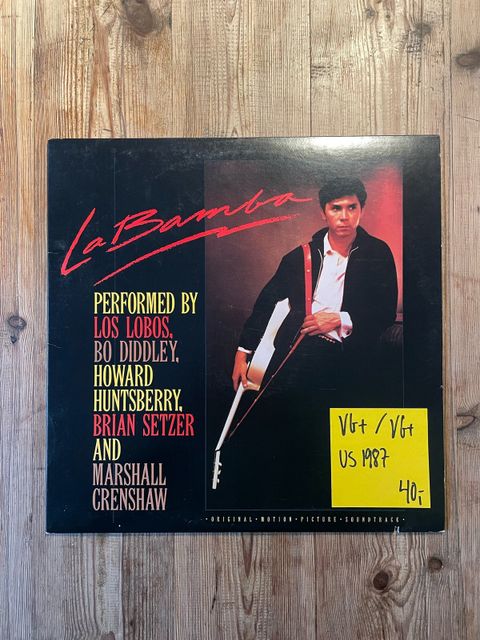 La Bamba
PERFORMED BY
LOS LOBOS,
BO DIDDLEY,
HOWARD
HUNTSBERRY,
BRIAN SETZER
AND
MARSHALL
CRENSHAW
VG+ / VG+
US 1987
40,-
· ORIGINAL · MOTION · PICTURE · SOUNDTRACK ·